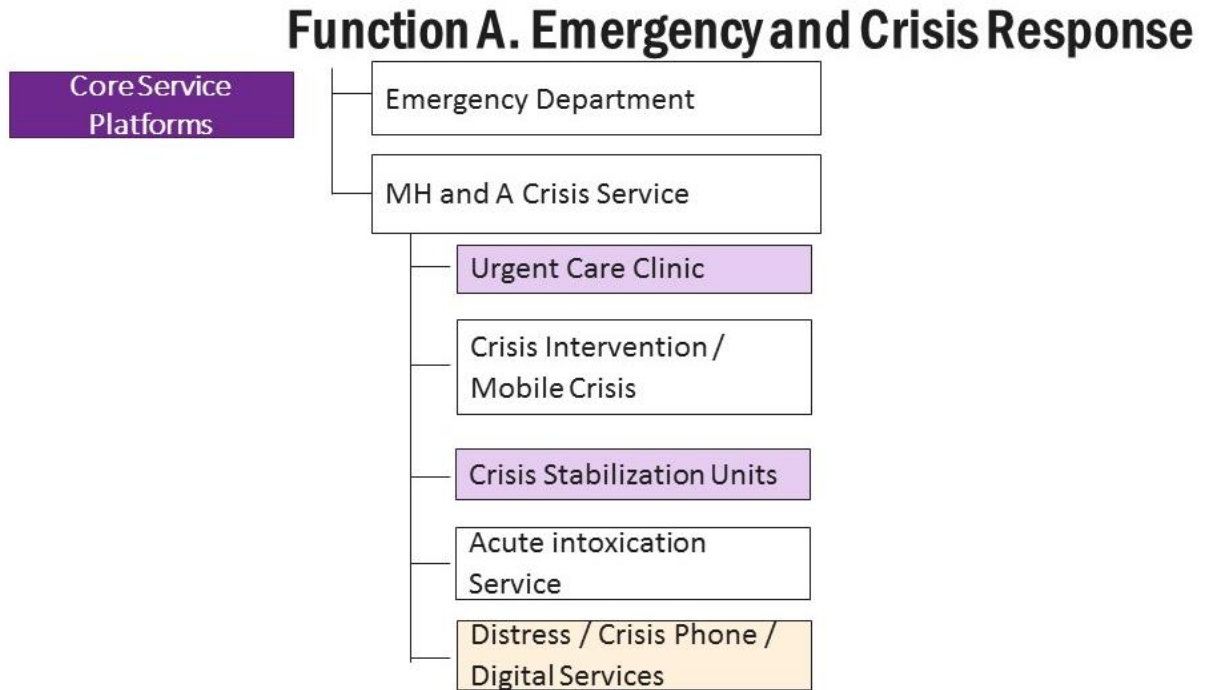 Function A. Emergency and Crisis Response
Core Service
Platforms
Emergency Department
MH and A Crisis Service
Urgent Care Clinic
Crisis Intervention /
Mobile Crisis
Crisis Stabilization Units
Acute intoxication
Service
Distress / Crisis Phone /
Digital Services